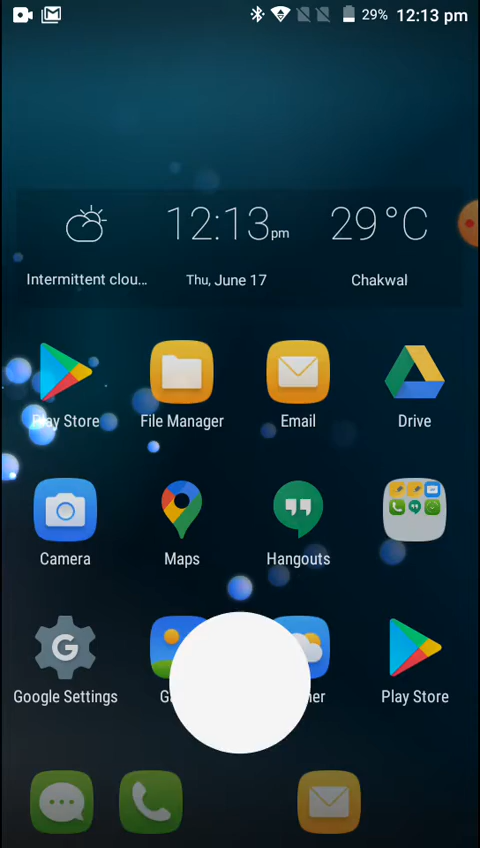 29% 12:13 pm
12:13pm 29°C
Intermittent clou... Thu, June 17 Chakwal
Play Store File Manager Email Drive
Camera Maps Hangouts
Google Settings Play Store